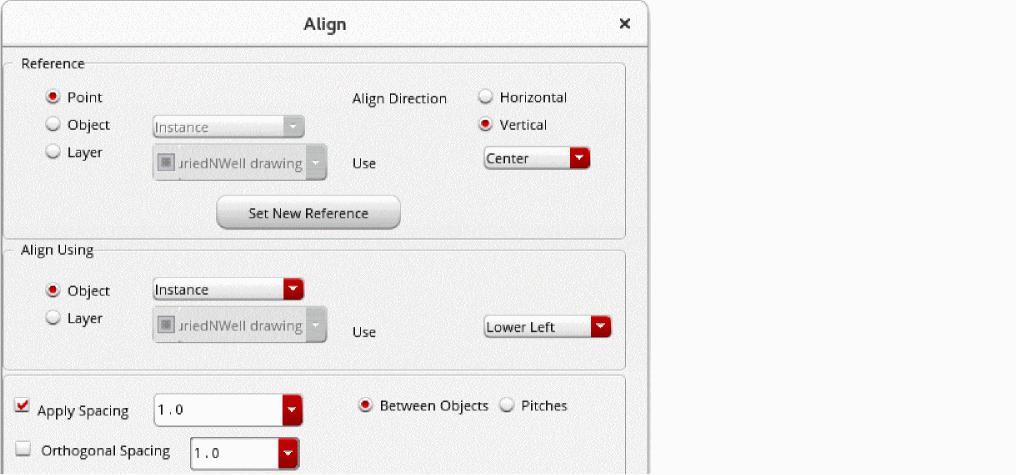 Align
Reference
Point
Align Direction
Horizontal
Object
Instance
Vertical
Layer
uriedNWell drawing
Use
Center
Set New Reference
Align Using
Object
Instance
Layer
uriedNWell drawing
Use
Lower Left
Apply Spacing
1.0
Between Objects
Pitches
Orthogonal Spacing
1.0